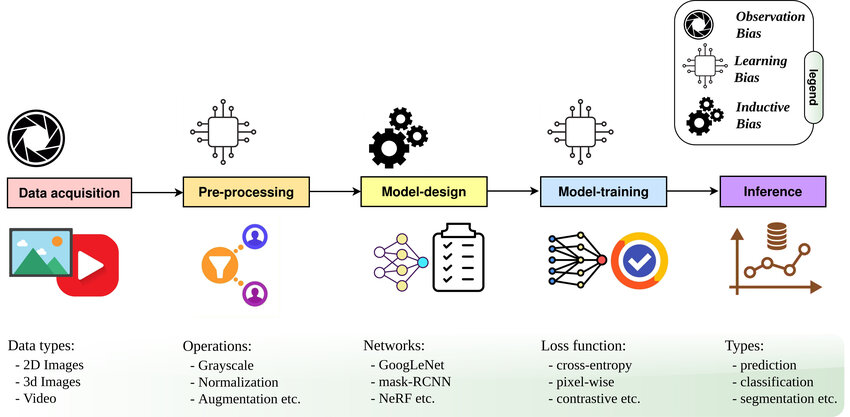 Observation
Bias
Learning
Bias
Inductive
Bias
legend
Data acquisition
Pre-processing
Model-design
Model-training
Inference
Data types:
- 2D Images
- 3d Images
- Video
Operations:
- Grayscale
- Normalization
- Augmentation etc.
Networks:
- GoogLeNet
- mask-RCNN
- NeRF etc.
Loss function:
- cross-entropy
- pixel-wise
- contrastive etc.
Types:
- prediction
- classification
- segmentation etc.